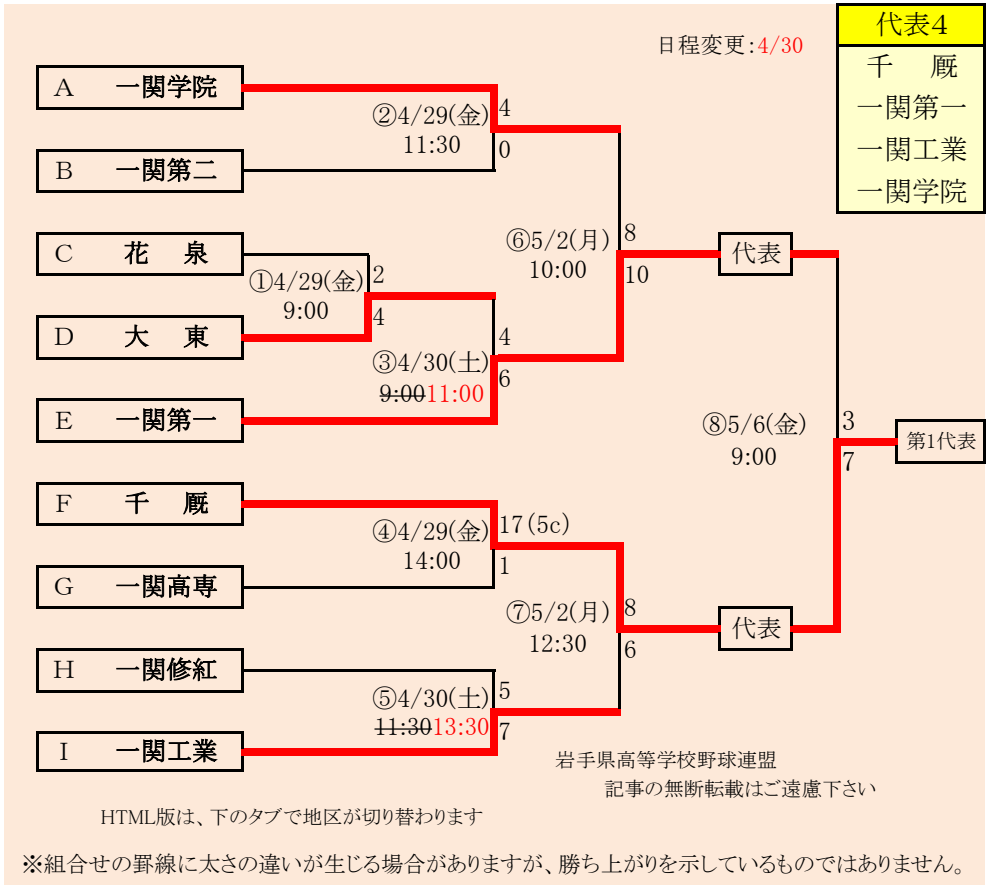 代表4
千 厩
一関第一
一関工業
一関学院
日程変更:4/30
A 一関学院
②4/29(金) 4
11:30 0
B 一関第二
C 花 泉
①4/29(金) 2
9:00 4
D 大 東
⑥5/2(月) 8
10:00 10
代表
③4/30(土) 4
9:0011:00 6
E 一関第一
⑧5/6(金) 3
9:00 7
第1代表
F 千 厩
④4/29(金) 17(5c)
14:00 1
G 一関高専
⑦5/2(月) 8
12:30 6
代表
H 一関修紅
⑤4/30(土) 5
11:3013:30 7
I 一関工業
岩手県高等学校野球連盟
記事の無断転載はご遠慮下さい
HTML版は、下のタブで地区が切り替わります
※組合せの罫線に太さの違いが生じる場合がありますが、勝ち上がりを示しているものではありません。